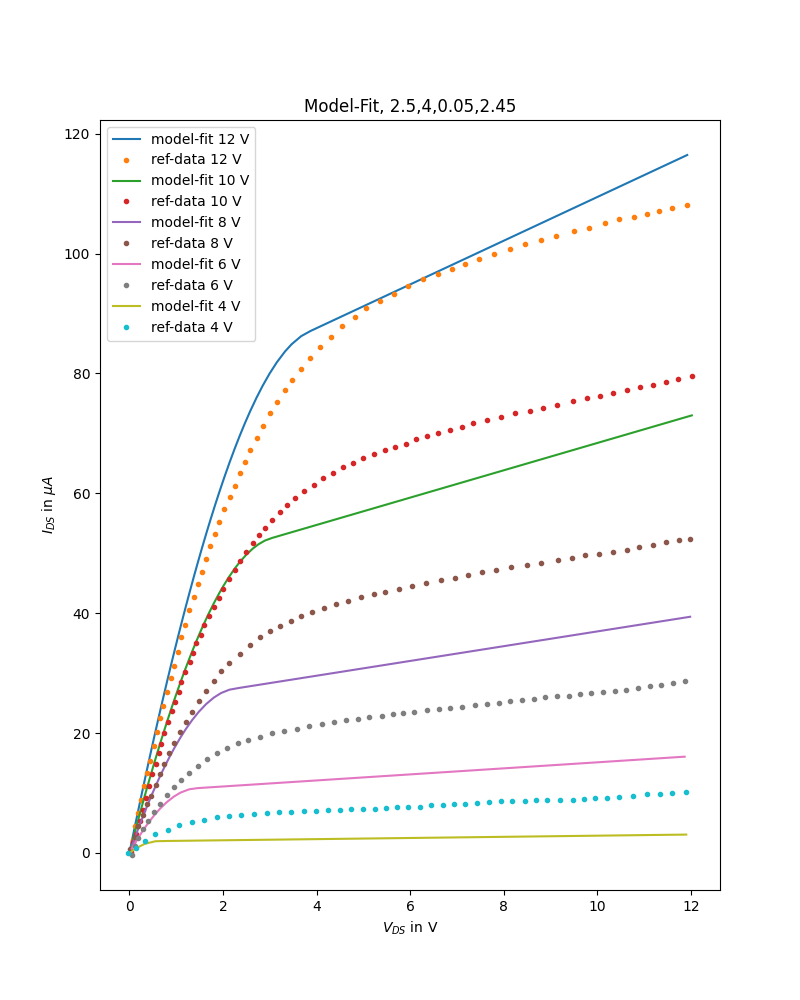 Model-Fit, 2.5,4,0.05,2.45
model-fit 12 V
ref-data 12 V
model-fit 10 V
ref-data 10 V
model-fit 8 V
ref-data 8 V
model-fit 6 V
ref-data 6 V
model-fit 4 V
ref-data 4 V
120
100
80
60
40
20
0
I_DS in μA
0 2 4 6 8 10 12
V_DS in V